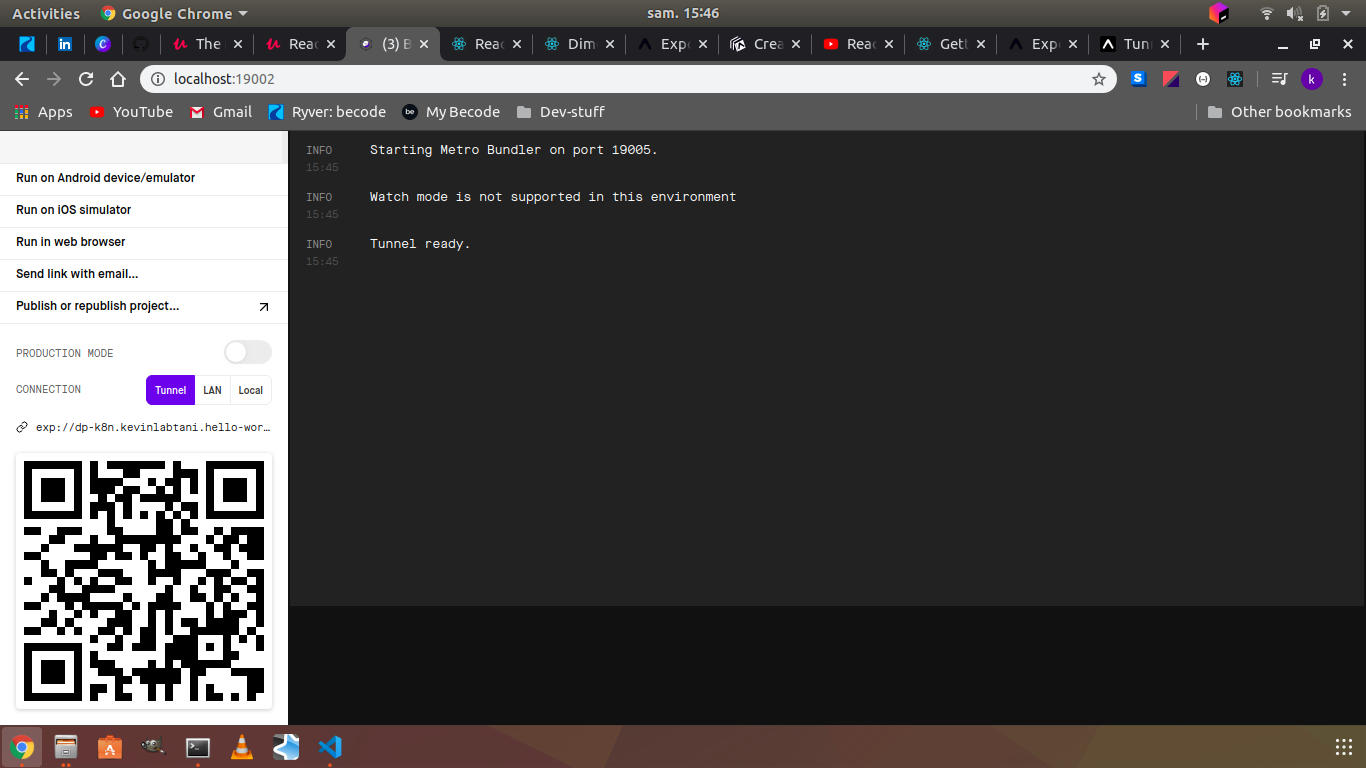 Activities Google Chrome sam. 15:46
The Reac (3) B Reac Dime Expo Crea Reac Getti Expo Tunn
localhost:19002 k
Apps YouTube Gmail Ryver: becode be My Becode Dev-stuff Other bookmarks
Run on Android device/emulator
Run on iOS simulator
Run in web browser
Send link with email...
Publish or republish project...
PRODUCTION MODE
CONNECTION Tunnel LAN Local
exp://dp-k8n.kevinlabtani.hello-wor...
INFO Starting Metro Bundler on port 19005.
15:45
INFO Watch mode is not supported in this environment
15:45
INFO Tunnel ready.
15:45